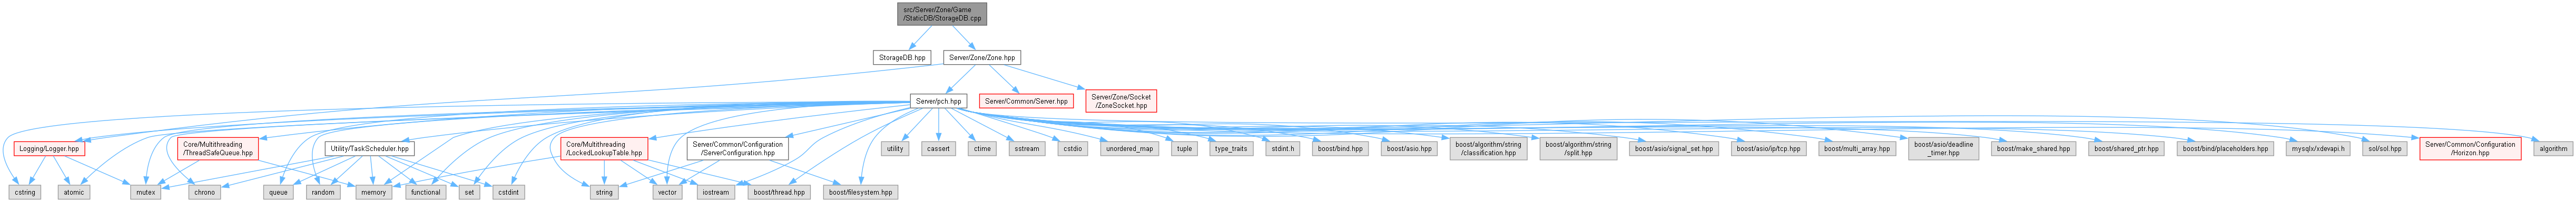 src/Server/Zone/Game
/StaticDB/StorageDB.cpp
StorageDB.hpp
Server/Zone/Zone.hpp
Server/pch.hpp
Server/Common/Server.hpp
Server/Zone/Socket
/ZoneSocket.hpp
Logging/Logger.hpp
Core/Multithreading
/ThreadSafeQueue.hpp
Utility/TaskScheduler.hpp
Core/Multithreading
/LockedLookupTable.hpp
Server/Common/Configuration
/ServerConfiguration.hpp
utility
cassert
ctime
sstream
cstdio
unordered_map
tuple
type_traits
stdint.h
boost/bind.hpp
boost/asio.hpp
boost/algorithm/string
/classification.hpp
boost/algorithm/string
/split.hpp
boost/asio/signal_set.hpp
boost/asio/ip/tcp.hpp
boost/multi_array.hpp
boost/asio/deadline
_timer.hpp
boost/make_shared.hpp
boost/shared_ptr.hpp
boost/bind/placeholders.hpp
mysqlx/xdevapi.h
sol/sol.hpp
Server/Common/Configuration
/Horizon.hpp
algorithm
cstring
atomic
mutex
chrono
queue
random
memory
functional
set
cstdint
string
vector
iostream
boost/thread.hpp
boost/filesystem.hpp